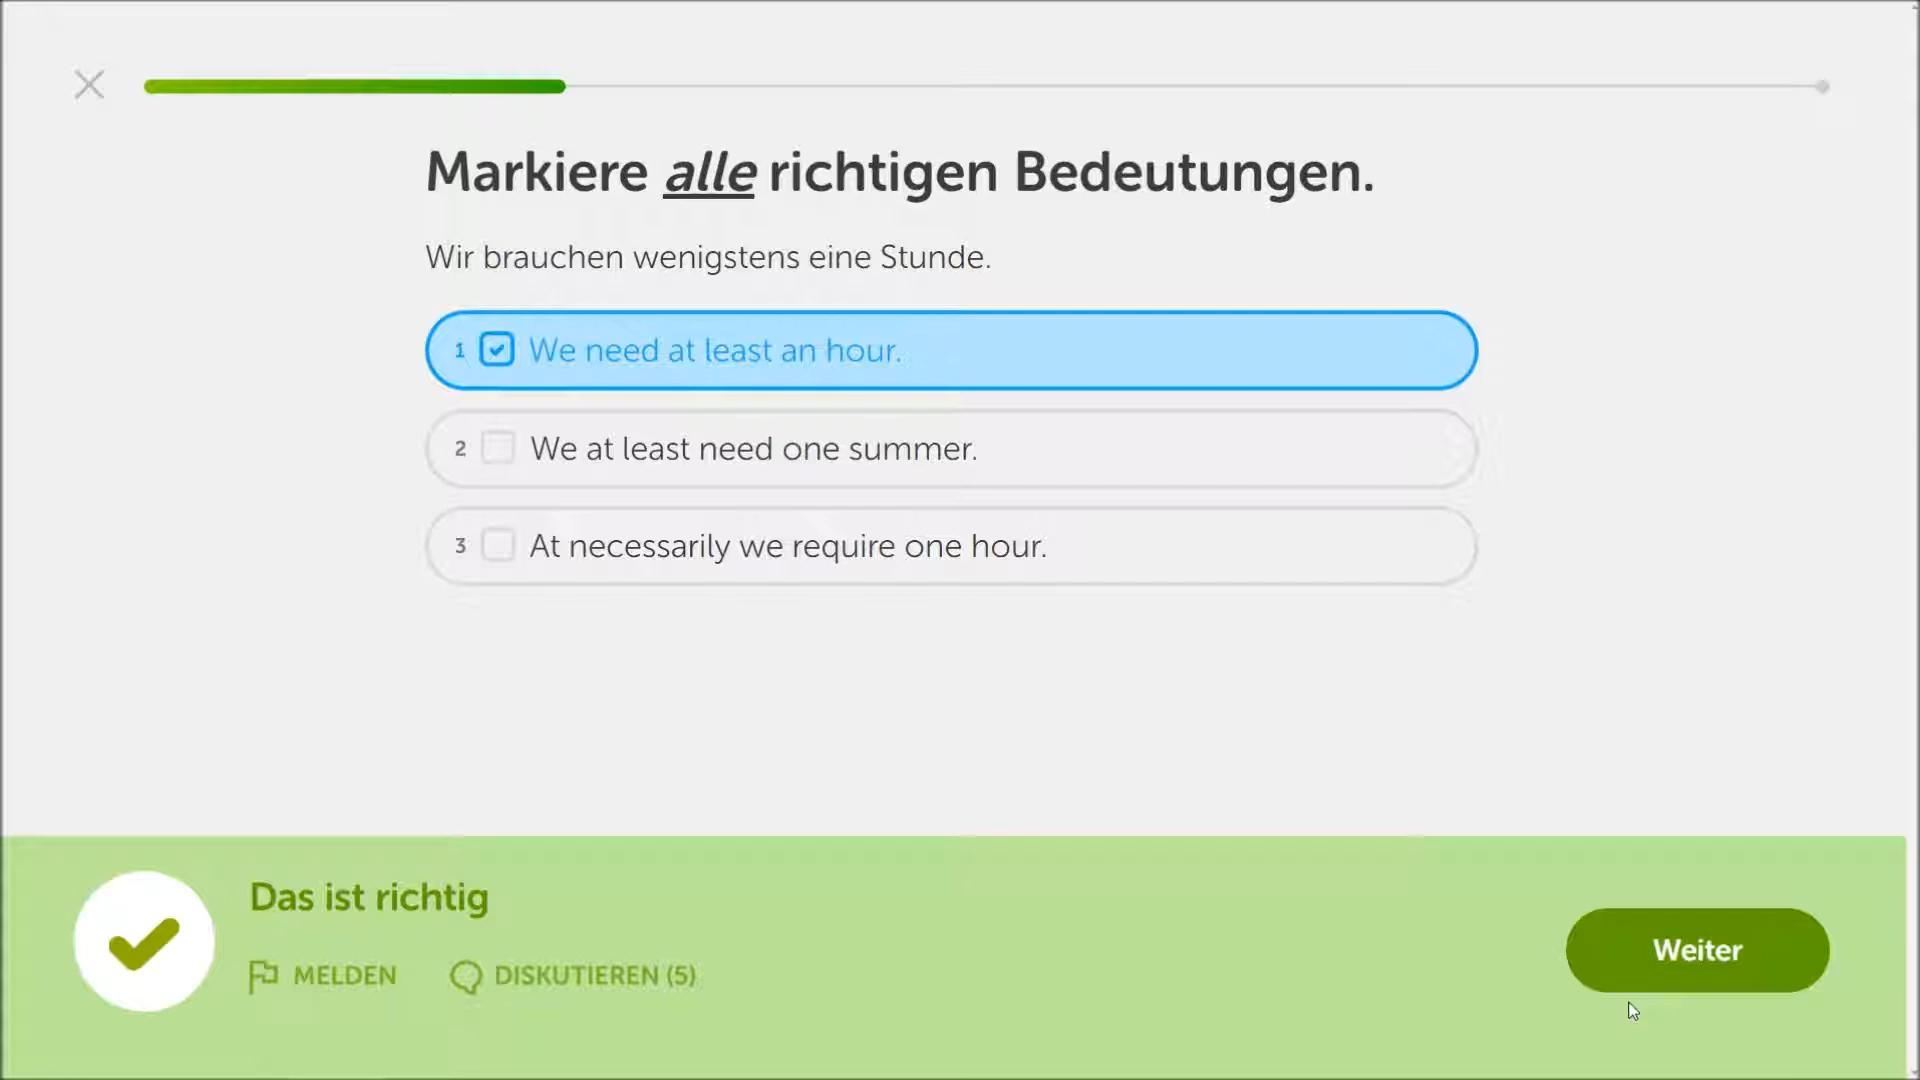 Markiere alle richtigen Bedeutungen.
Wir brauchen wenigstens eine Stunde.
1 We need at least an hour.
2 We at least need one summer.
3 At necessarily we require one hour.
Das ist richtig
MELDEN DISKUTIEREN (5)
Weiter